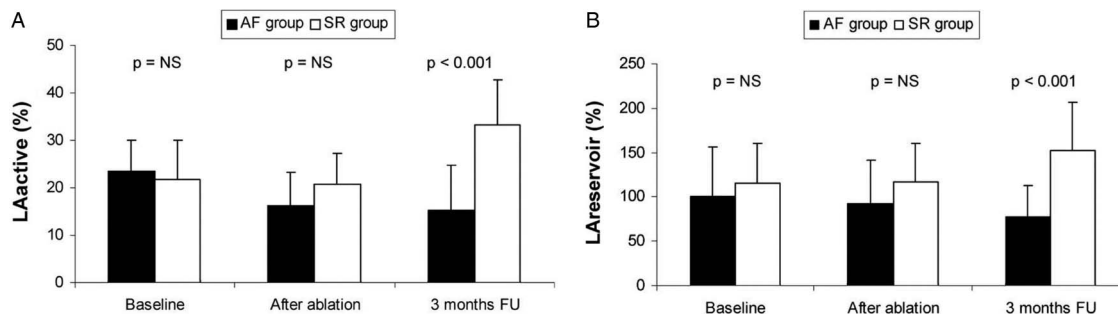 A
AF group SR group
p = NS p = NS p < 0.001
LAactive (%)
50
40
30
20
10
0
Baseline After ablation 3 months FU
B
AF group SR group
p = NS p = NS p < 0.001
LAreservoir (%)
250
200
150
100
50
0
Baseline After ablation 3 months FU